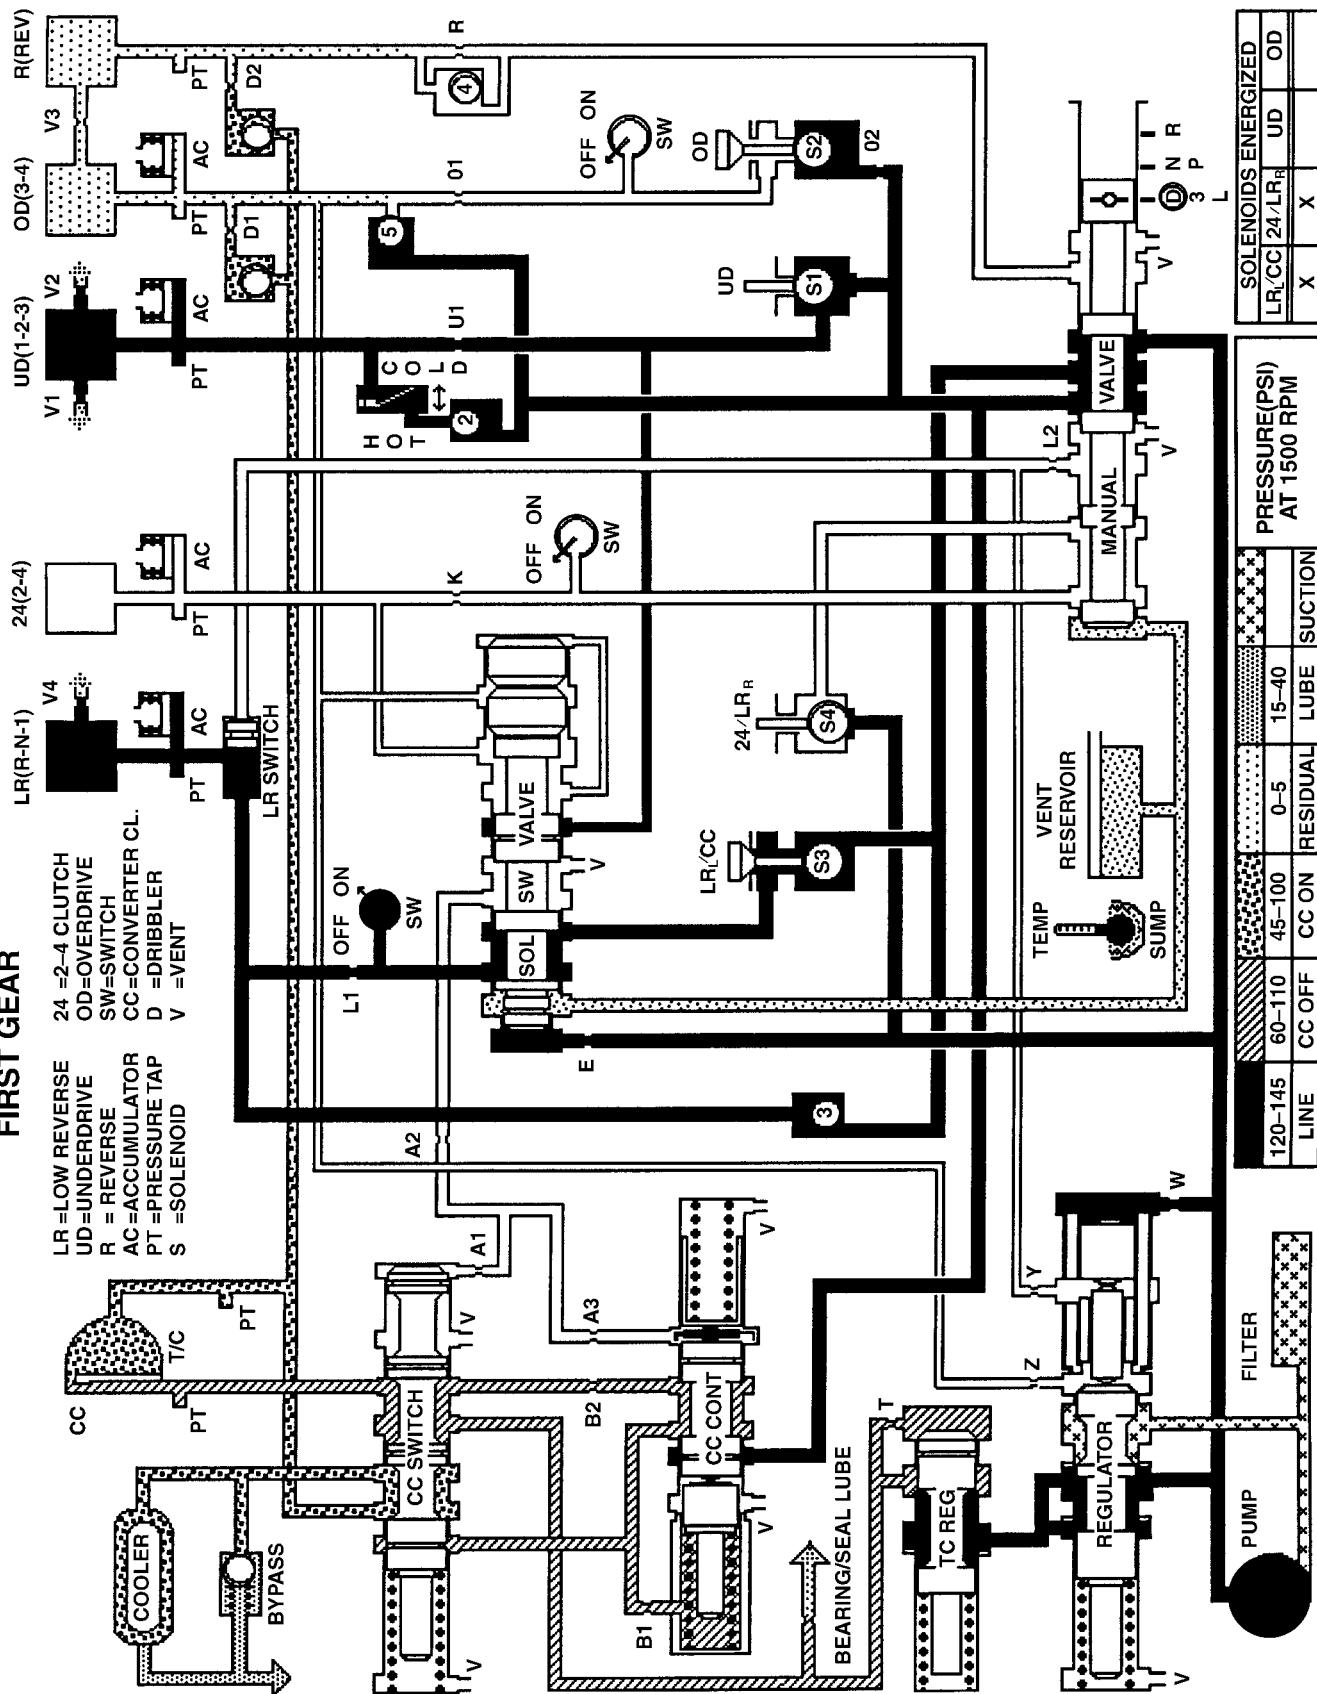 FIRST GEAR
LR =LOW REVERSE
UD=UNDERDRIVE
R = REVERSE
AC =ACCUMULATOR
PT =PRESSURE TAP
S =SOLENOID
24 =2–4 CLUTCH
OD=OVERDRIVE
SW=SWITCH
CC=CONVERTER CL.
D =DRIBBLER
V =VENT
LR(R-N-1)
24(2-4)
UD(1-2-3)
OD(3-4)
R(REV)
V4
V1
V2
V3
PT
AC
PT
AC
PT
AC
PT
AC
PT
D1
D2
LR SWITCH
COOLER
BYPASS
CC
T/C
PT
PT
L1
OFF ON
SW
K
OFF ON
SW
H
O
T
C
O
L
D
2
U1
5
01
OFF ON
SW
4
R
A2
A1
V
V
CC SWITCH
SOL
SW
VALVE
V
E
B2
A3
B1
CC CONT
V
V
3
LRL/CC
S3
24/LRR
S4
UD
S1
OD
S2
02
BEARING/SEAL LUBE
T
TC REG
Z
Y
W
REGULATOR
V
PUMP
FILTER
TEMP
SUMP
VENT
RESERVOIR
L2
MANUAL
VALVE
V
V
D N R
3 P
L
LINE
120–145
CC OFF
60–110
CC ON
45–100
RESIDUAL
0–5
LUBE
15–40
SUCTION
PRESSURE(PSI)
AT 1500 RPM
SOLENOIDS ENERGIZED
LRL/CC 24/LRR UD OD
X X